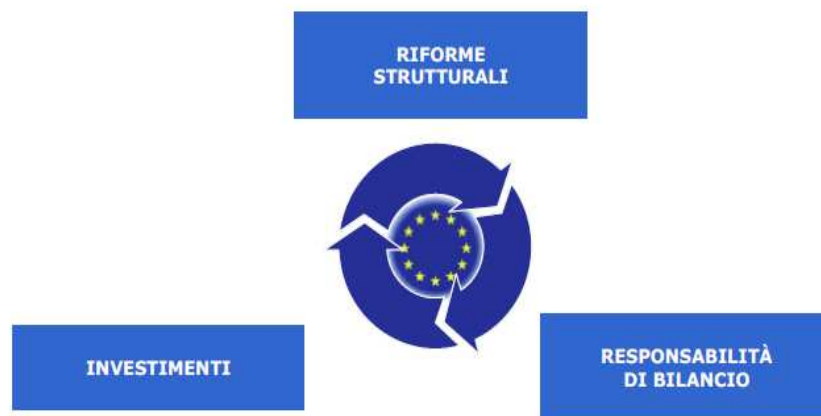 RIFORME
STRUTTURALI
INVESTIMENTI
RESPONSABILITÀ
DI BILANCIO